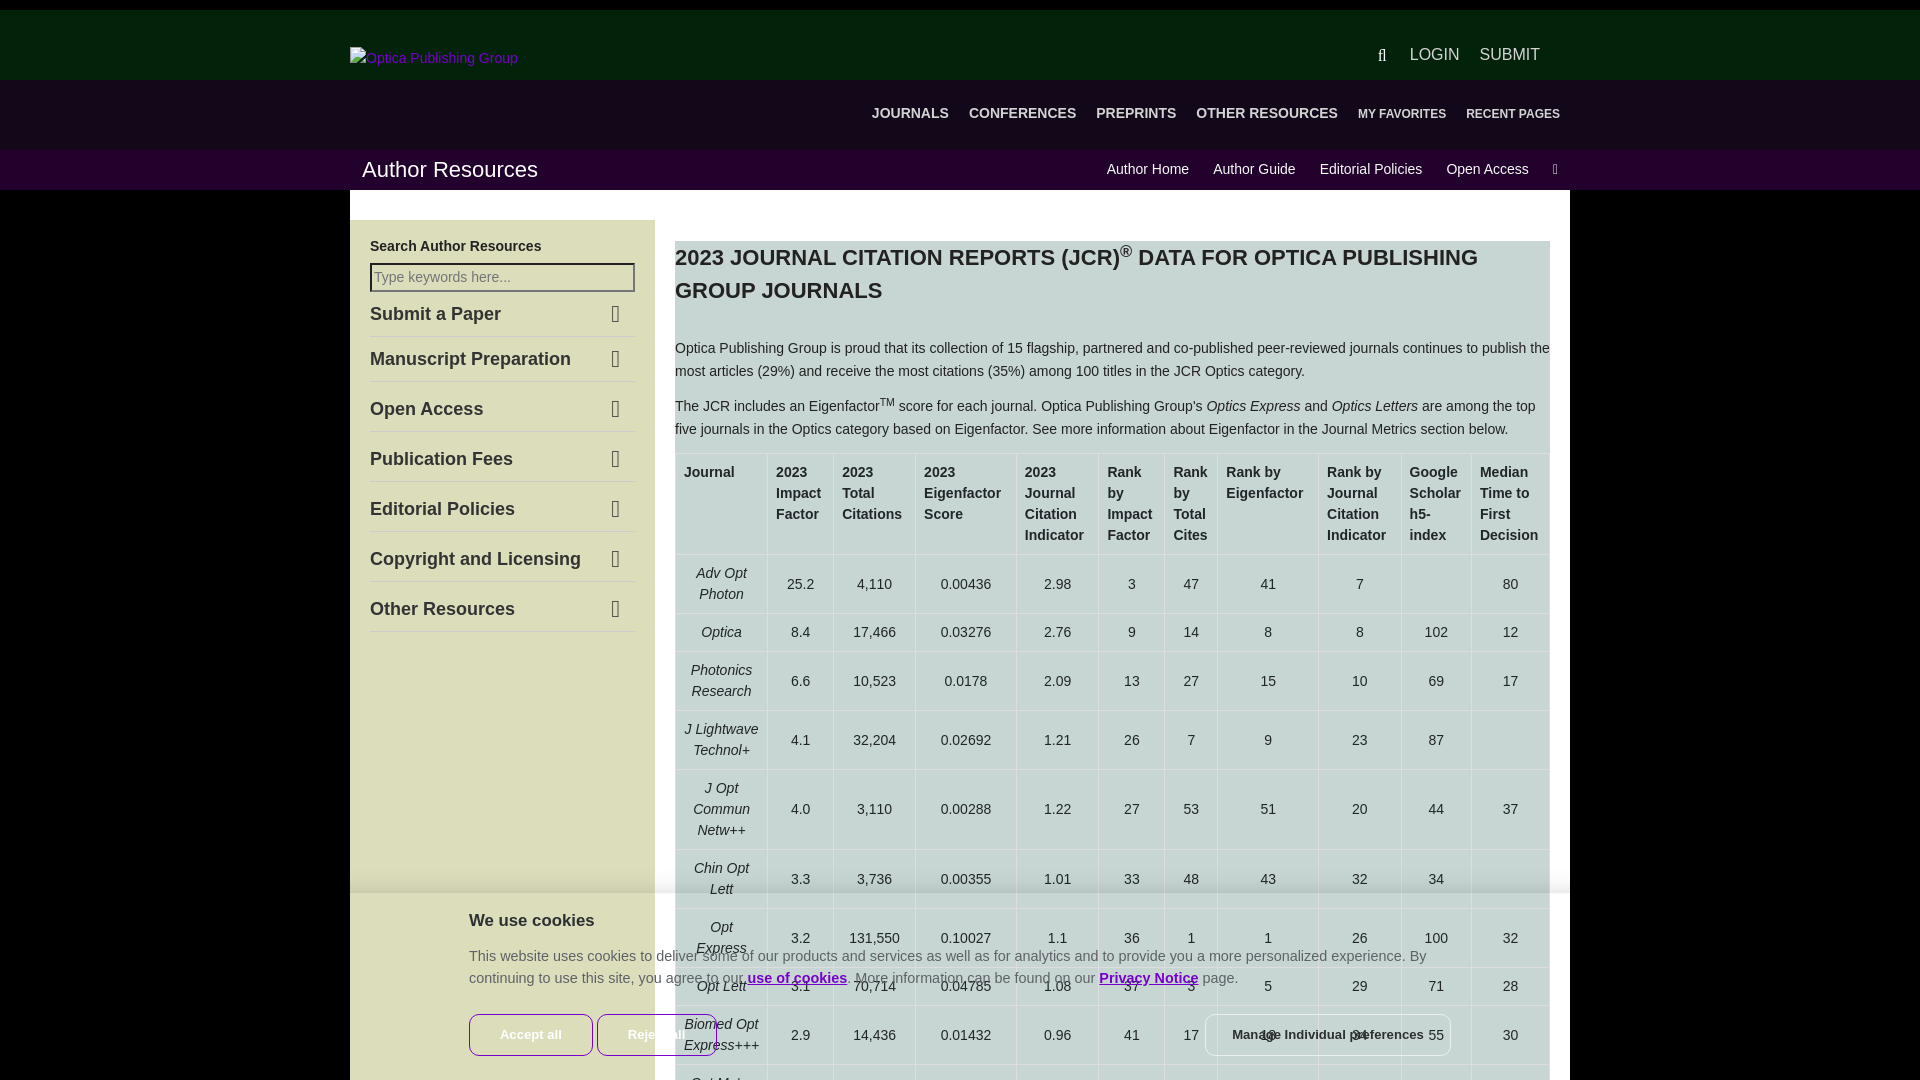 Optica Publishing Group
LOGIN SUBMIT
JOURNALS CONFERENCES PREPRINTS OTHER RESOURCES MY FAVORITES RECENT PAGES
Author Resources
Author Home Author Guide Editorial Policies Open Access
Search Author Resources
Type keywords here...
Submit a Paper
Manuscript Preparation
Open Access
Publication Fees
Editorial Policies
Copyright and Licensing
Other Resources
2023 JOURNAL CITATION REPORTS (JCR)® DATA FOR OPTICA PUBLISHING
GROUP JOURNALS
Optica Publishing Group is proud that its collection of 15 flagship, partnered and co-published peer-reviewed journals continues to publish the
most articles (29%) and receive the most citations (35%) among 100 titles in the JCR Optics category.
The JCR includes an EigenfactorTM score for each journal. Optica Publishing Group's Optics Express and Optics Letters are among the top
five journals in the Optics category based on Eigenfactor. See more information about Eigenfactor in the Journal Metrics section below.
Journal 2023 2023 2023 2023 Rank Rank Rank by Rank by Google Median
Impact Total Eigenfactor Journal by by Eigenfactor Journal Scholar Time to
Factor Citations Score Citation Impact Total Citation h5- First
Indicator Factor Cites Indicator index Decision
Adv Opt
Photon 25.2 4,110 0.00436 2.98 3 47 41 7 80
Optica 8.4 17,466 0.03276 2.76 9 14 8 8 102 12
Photonics
Research 6.6 10,523 0.0178 2.09 13 27 15 10 69 17
J Lightwave
Technol+ 4.1 32,204 0.02692 1.21 26 7 9 23 87
J Opt
Commun 4.0 3,110 0.00288 1.22 27 53 51 20 44 37
Netw++
Chin Opt
Lett 3.3 3,736 0.00355 1.01 33 48 43 32 34
Opt
Express 3.2 131,550 0.10027 1.1 36 1 1 26 100 32
Opt Lett 3.1 70,714 0.04785 1.08 37 3 5 29 71 28
Biomed Opt
Express+++ 2.9 14,436 0.01432 0.96 41 17 18 34 55 30
We use cookies
This website uses cookies to deliver some of our products and services as well as for analytics and to provide you a more personalized experience. By
continuing to use this site, you agree to our use of cookies. More information can be found on our Privacy Notice page.
Accept all Reject all Manage Individual preferences